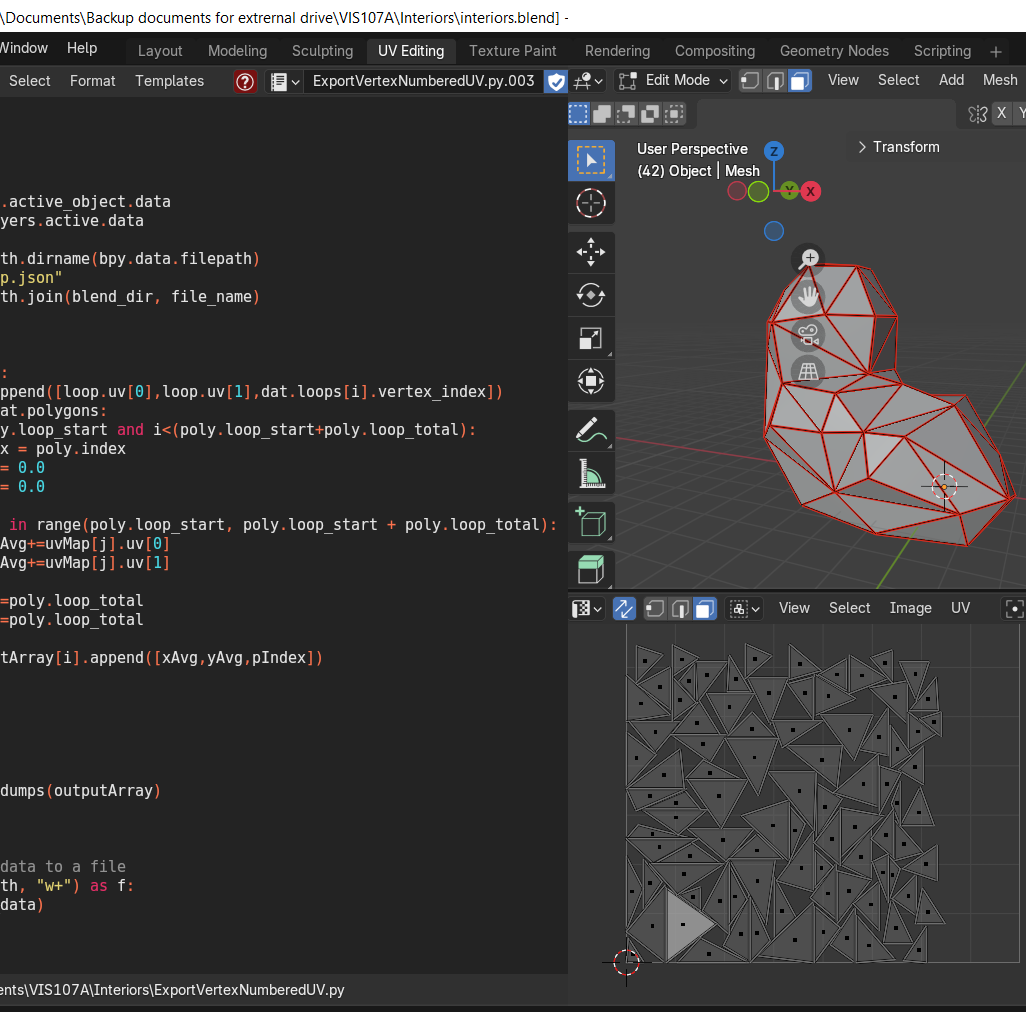 \Documents\Backup documents for extrernal drive\VIS107A\Interiors\interiors.blend] -
Window Help Layout Modeling Sculpting UV Editing Texture Paint Rendering Compositing Geometry Nodes Scripting +
Select Format Templates ExportVertexNumberedUV.py.003 Edit Mode View Select Add Mesh
X Y
User Perspective
(42) Object | Mesh
Transform
Z
Y X
.active_object.data
yers.active.data
th.dirname(bpy.data.filepath)
p.json"
th.join(blend_dir, file_name)
:
ppend([loop.uv[0],loop.uv[1],dat.loops[i].vertex_index])
at.polygons:
y.loop_start and i<(poly.loop_start+poly.loop_total):
x = poly.index
= 0.0
= 0.0
in range(poly.loop_start, poly.loop_start + poly.loop_total):
Avg+=uvMap[j].uv[0]
Avg+=uvMap[j].uv[1]
=poly.loop_total
=poly.loop_total
tArray[i].append([xAvg,yAvg,pIndex])
dumps(outputArray)
data to a file
th, "w+") as f:
data)
View Select Image UV
ents\VIS107A\Interiors\ExportVertexNumberedUV.py